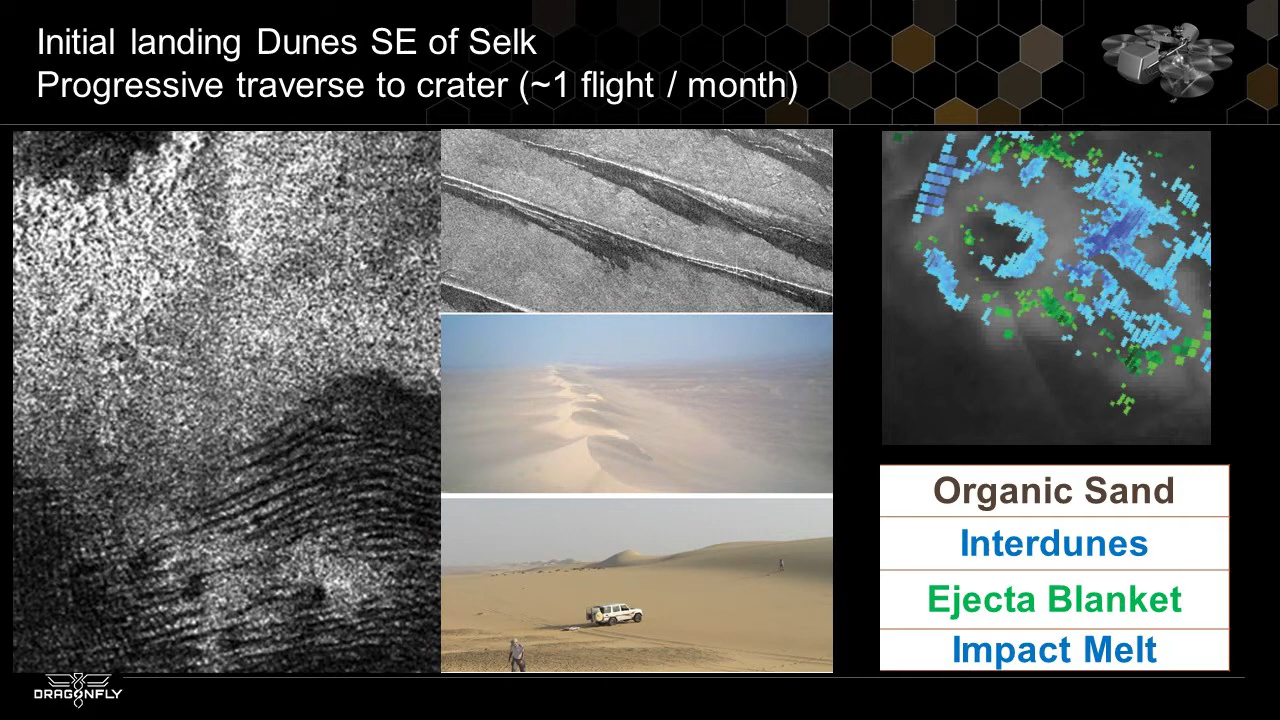 Initial landing Dunes SE of Selk
Progressive traverse to crater (~1 flight / month)
Organic Sand
Interdunes
Ejecta Blanket
Impact Melt
DRAGONFLY